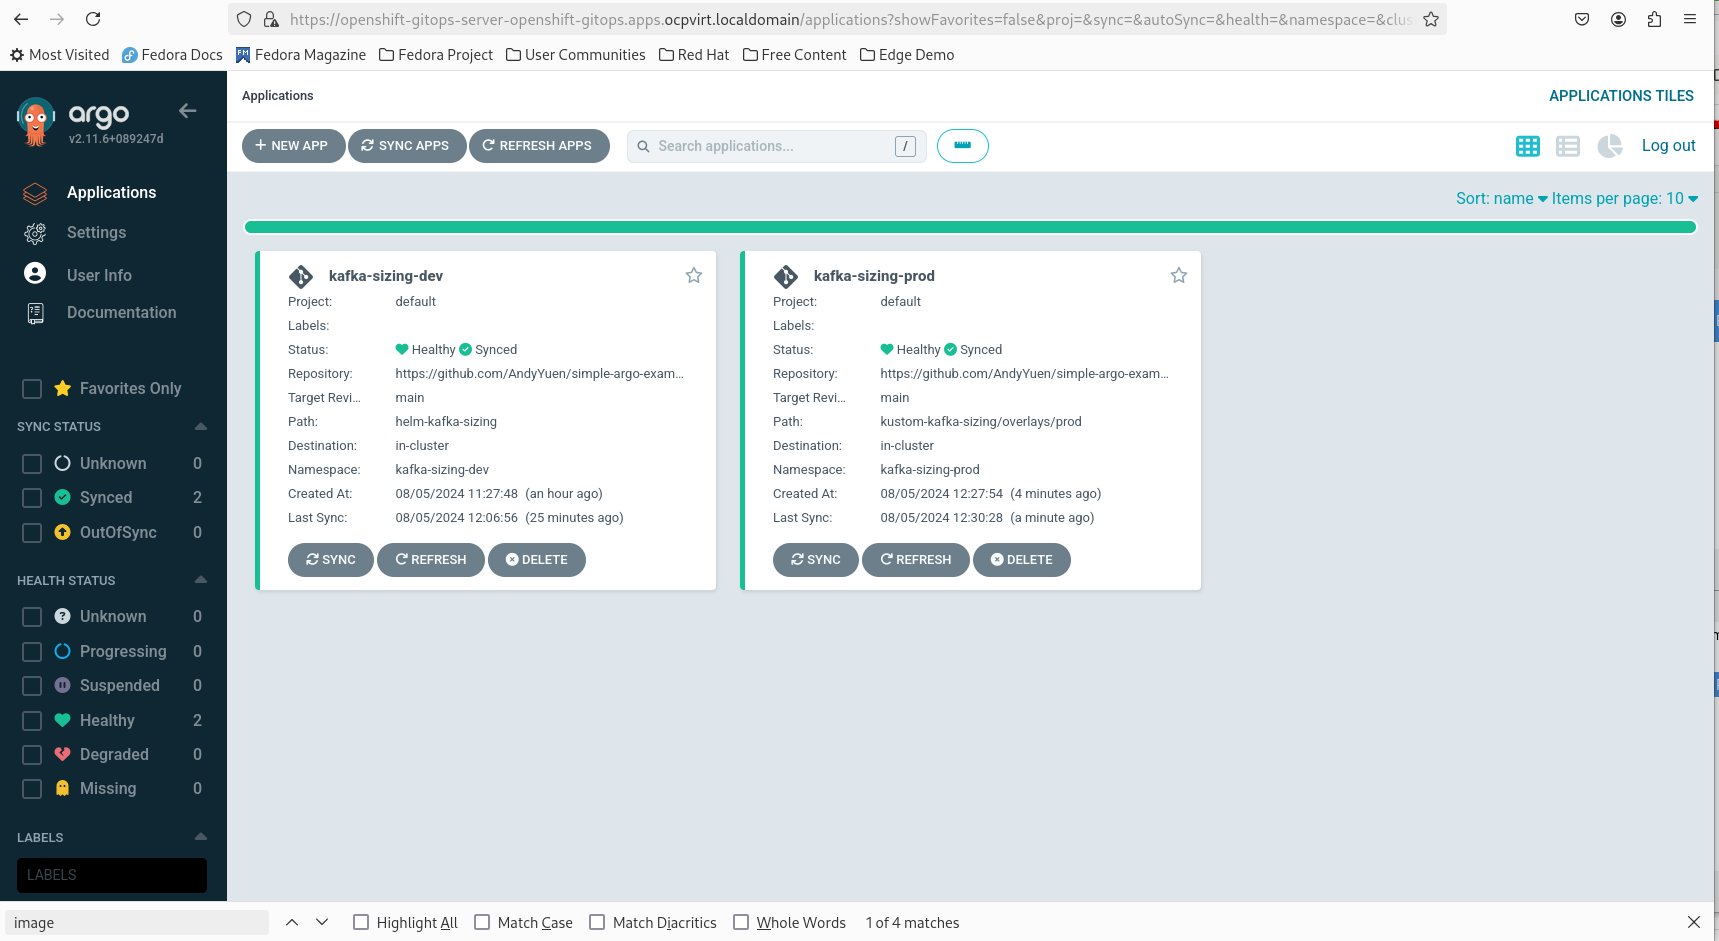 https://openshift-gitops-server-openshift-gitops.apps.ocpvirt.localdomain/applications?showFavorites=false&proj=&sync=&autoSync=&health=&namespace=&clus
Most Visited Fedora Docs Fedora Magazine Fedora Project User Communities Red Hat Free Content Edge Demo
argo
v2.11.6+089247d
Applications
Settings
User Info
Documentation
Favorites Only
SYNC STATUS
Unknown 0
Synced 2
OutOfSync 0
HEALTH STATUS
Unknown 0
Progressing 0
Suspended 0
Healthy 2
Degraded 0
Missing 0
LABELS
LABELS
Applications APPLICATIONS TILES
+ NEW APP SYNC APPS REFRESH APPS Search applications... / Log out
Sort: name Items per page: 10
kafka-sizing-dev
Project: default
Labels:
Status: Healthy Synced
Repository: https://github.com/AndyYuen/simple-argo-exam...
Target Revi... main
Path: helm-kafka-sizing
Destination: in-cluster
Namespace: kafka-sizing-dev
Created At: 08/05/2024 11:27:48 (an hour ago)
Last Sync: 08/05/2024 12:06:56 (25 minutes ago)
SYNC REFRESH DELETE
kafka-sizing-prod
Project: default
Labels:
Status: Healthy Synced
Repository: https://github.com/AndyYuen/simple-argo-exam...
Target Revi... main
Path: kustom-kafka-sizing/overlays/prod
Destination: in-cluster
Namespace: kafka-sizing-prod
Created At: 08/05/2024 12:27:54 (4 minutes ago)
Last Sync: 08/05/2024 12:30:28 (a minute ago)
SYNC REFRESH DELETE
image Highlight All Match Case Match Diacritics Whole Words 1 of 4 matches